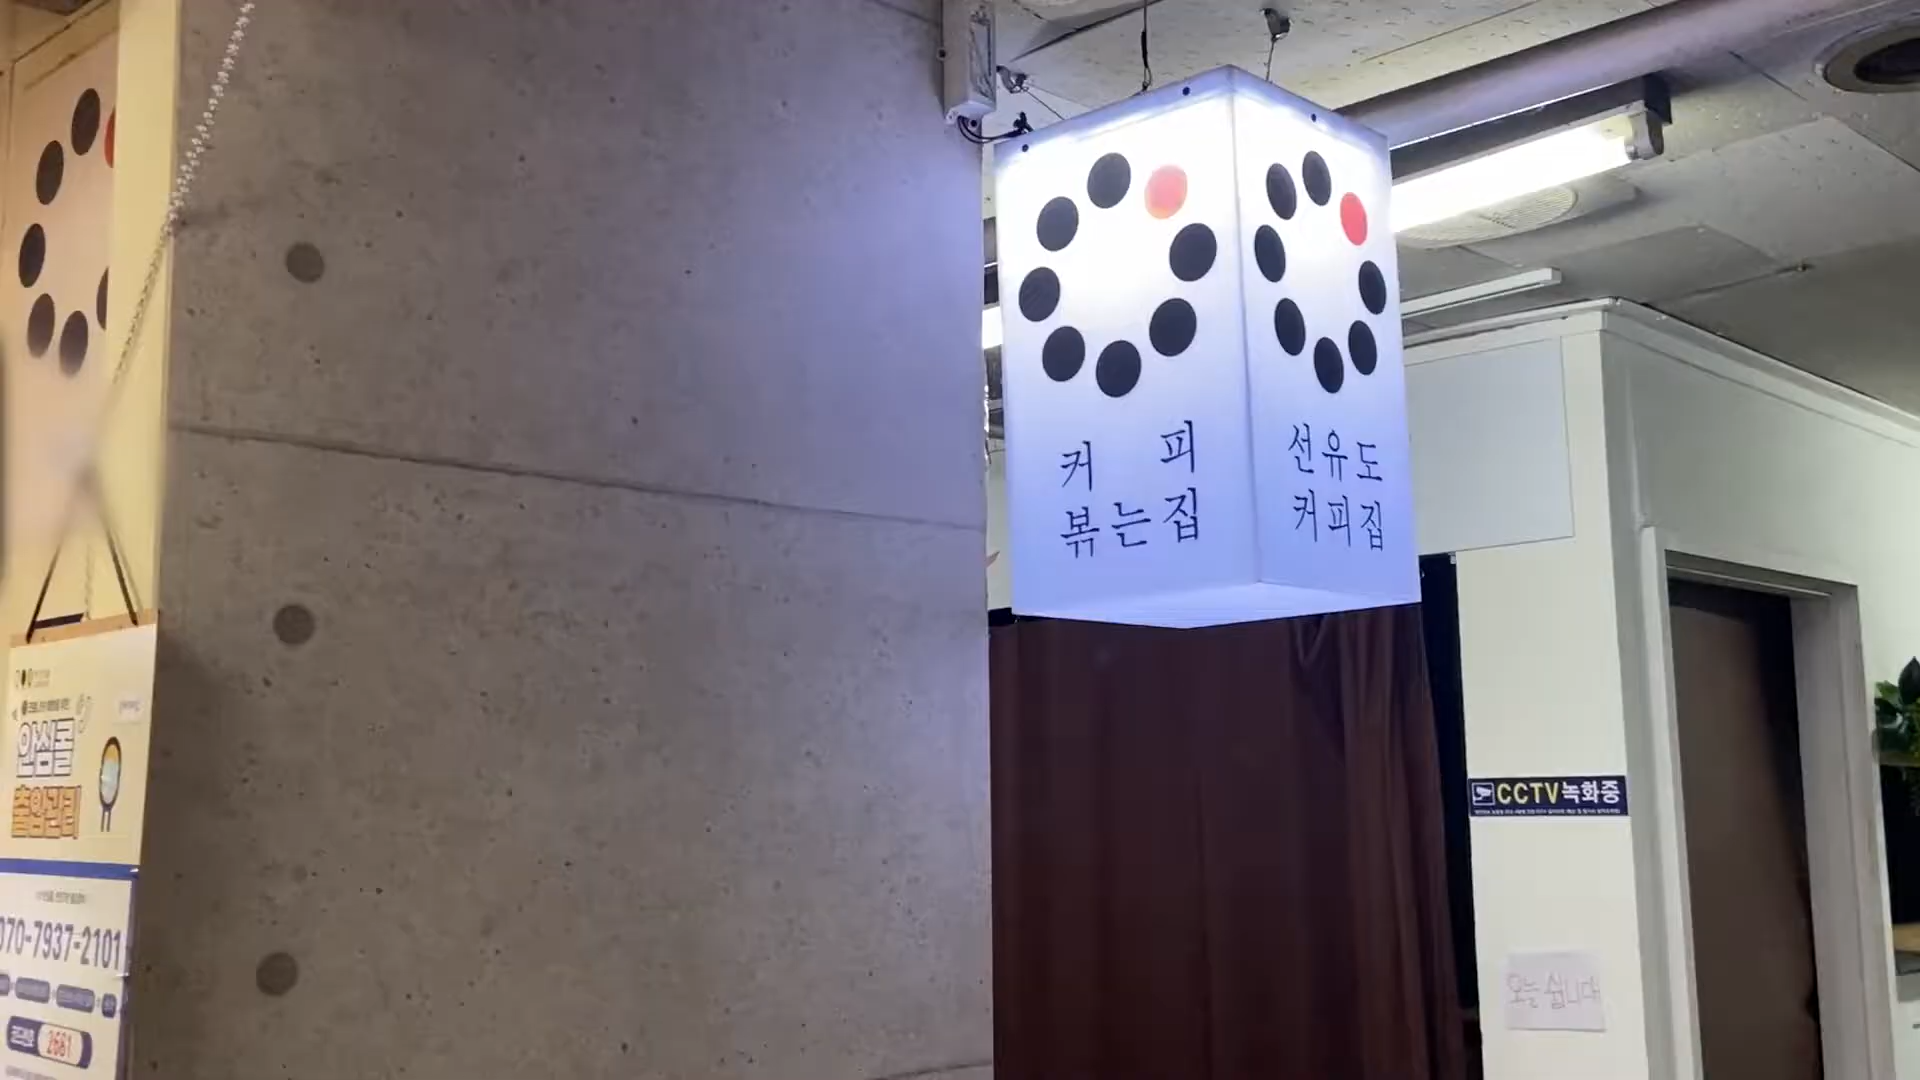 커피
볶는집
선유도
커피집
CCTV녹화중
오늘 쉽니다
안심콜
출입관리
070-7937-2101
2681